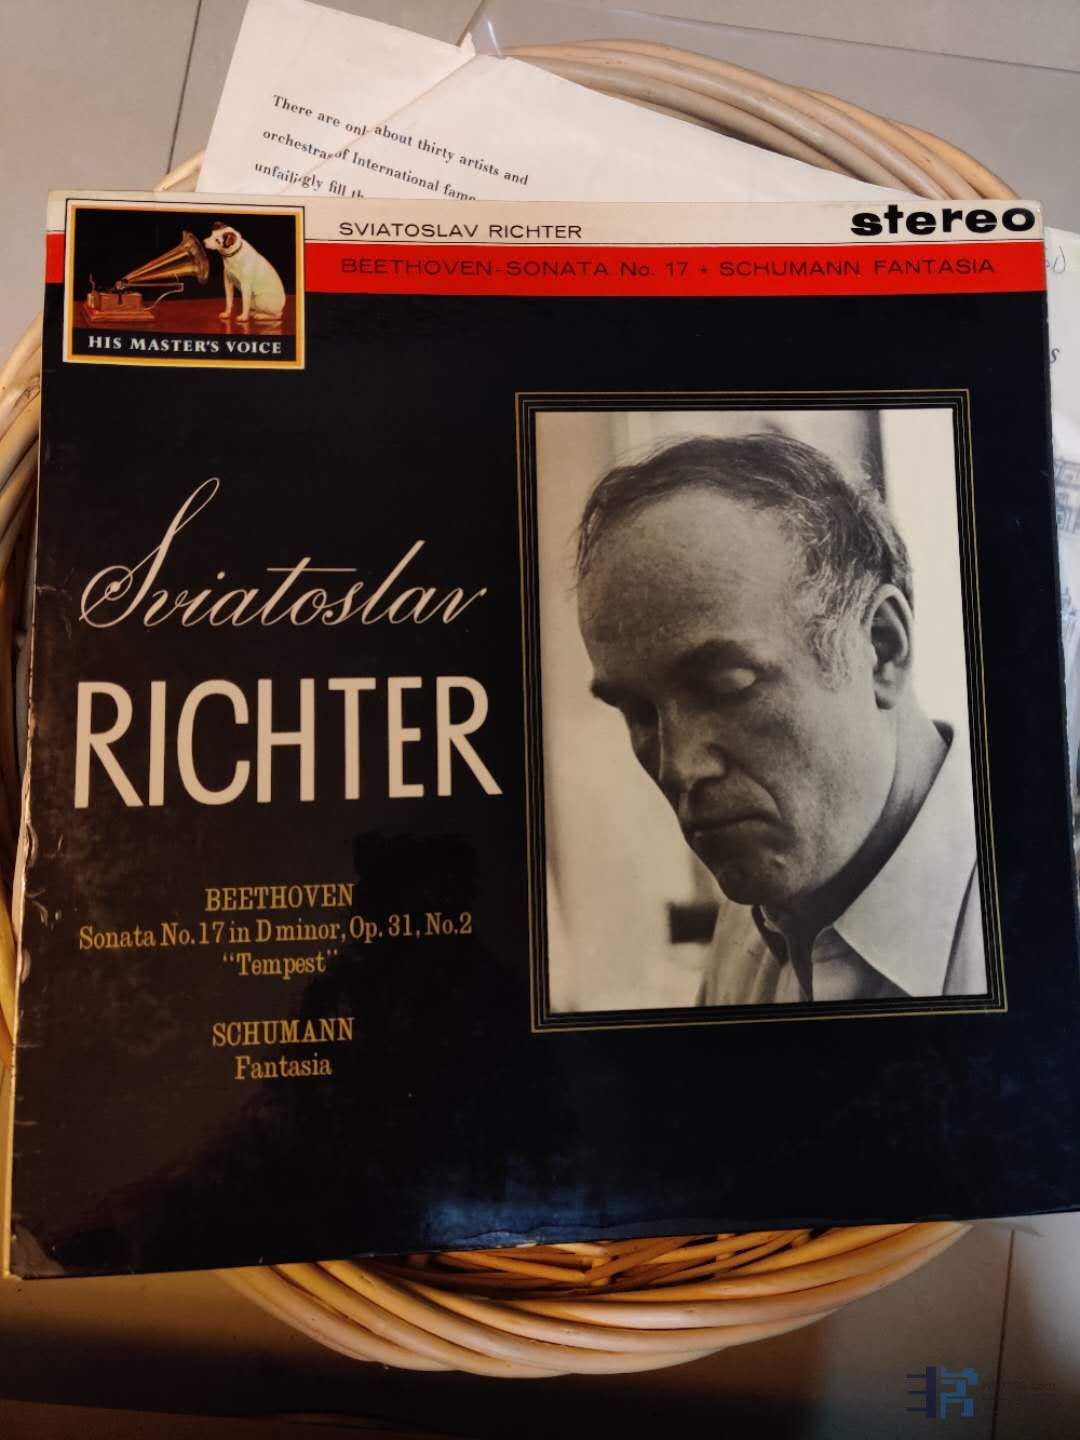 There are onl about thirty artists and
orchestras of International fame
unfailingly fill th
SVIATOSLAV RICHTER
stereo
BEETHOVEN-SONATA No. 17 ★ SCHUMANN FANTASIA
HIS MASTER'S VOICE
Sviatoslav
RICHTER
BEETHOVEN
Sonata No. 17 in D minor, Op. 31, No. 2
"Tempest"
SCHUMANN
Fantasia